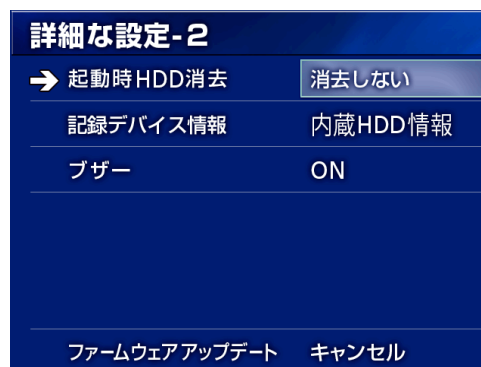 詳細な設定-2
起動時HDD消去 消去しない
記録デバイス情報 内蔵HDD情報
ブザー ON
ファームウェアアップデート キャンセル